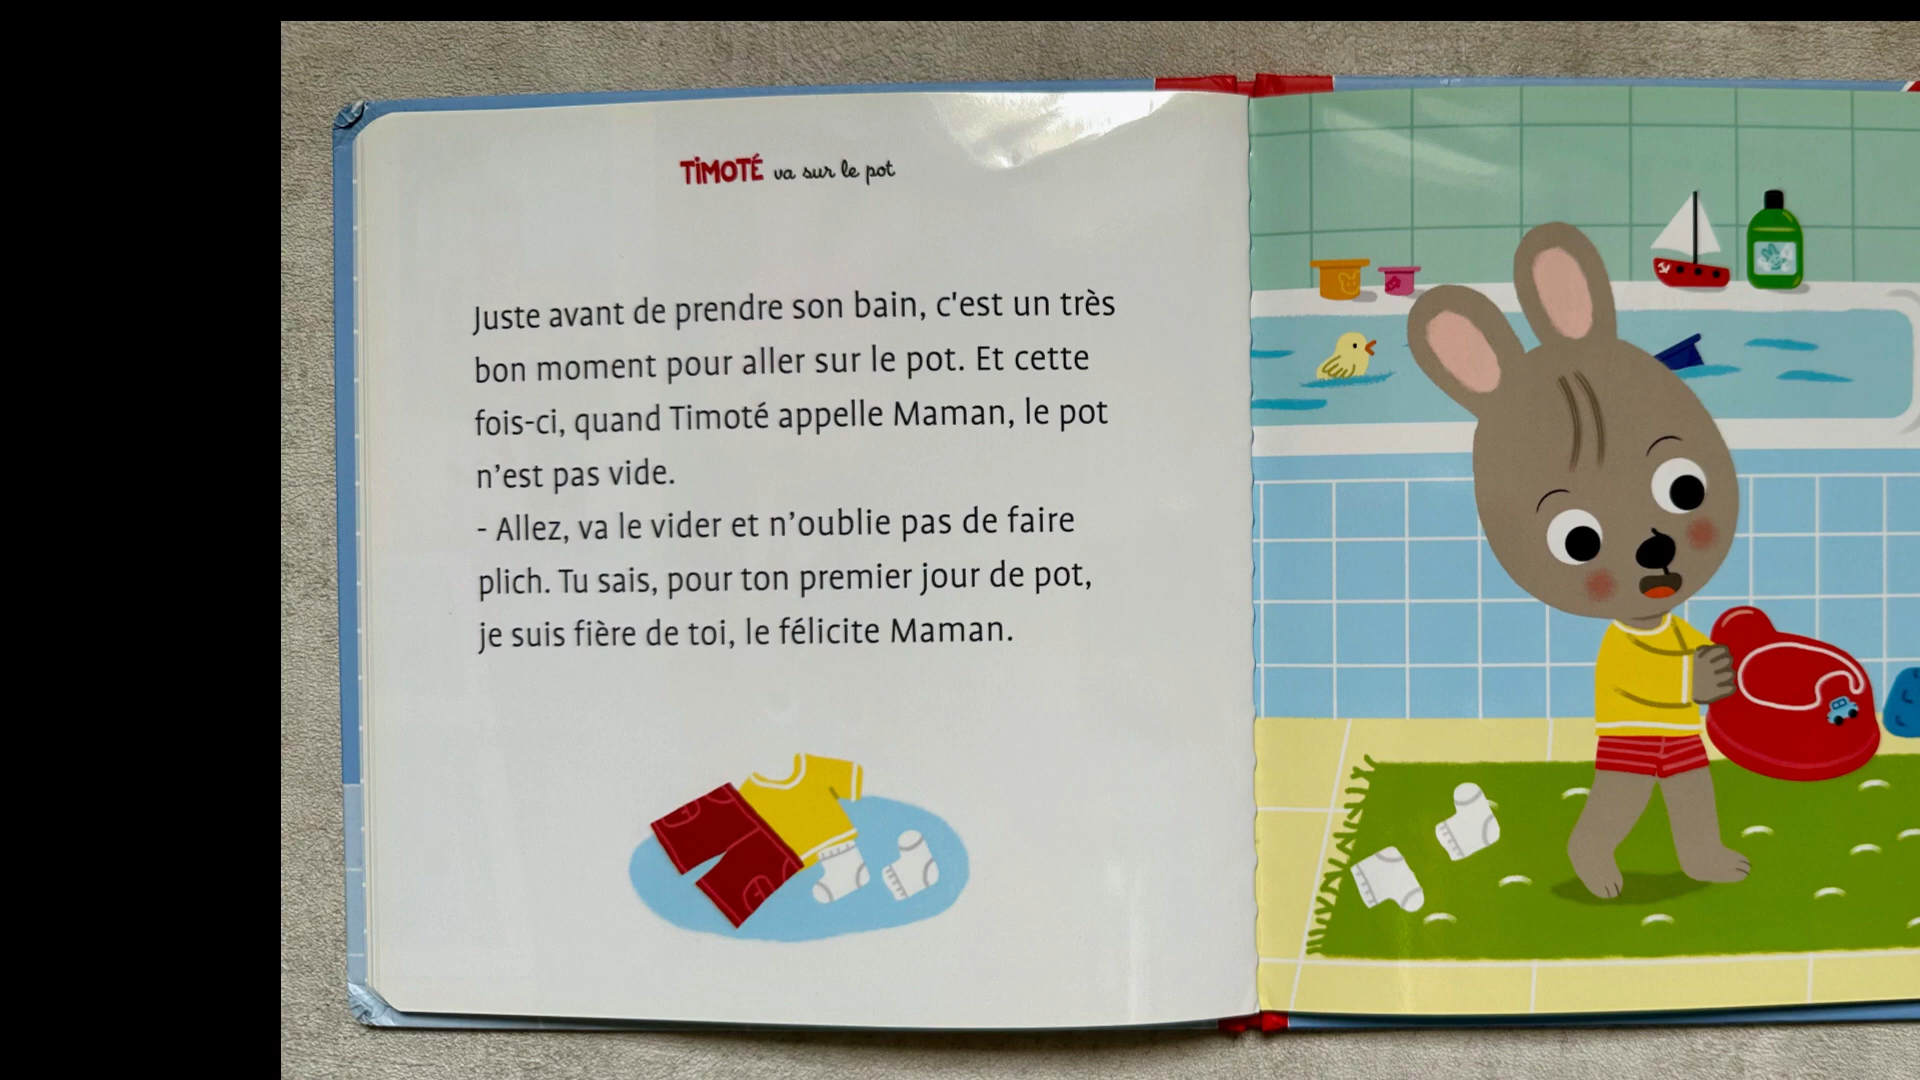 TiMOTÉ va sur le pot
Juste avant de prendre son bain, c'est un très
bon moment pour aller sur le pot. Et cette
fois-ci, quand Timoté appelle Maman, le pot
n’est pas vide.
- Allez, va le vider et n’oublie pas de faire
plich. Tu sais, pour ton premier jour de pot,
je suis fière de toi, le félicite Maman.